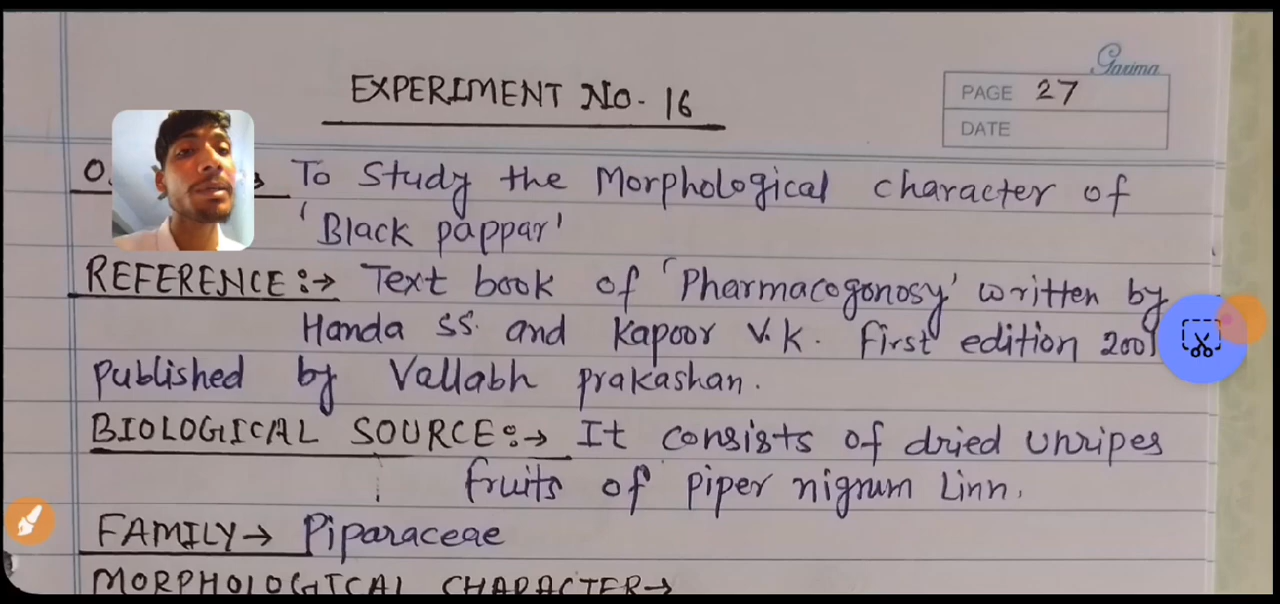 Garima
EXPERIMENT NO. 16
PAGE 27
DATE
To Study the Morphological character of
'Black pappar'
REFERENCE:→ Text book of 'Pharmacogonosy' written by
Handa SS. and Kapoor V.K. first edition 2001
published by Vallabh prakashan.
BIOLOGICAL SOURCE:→ It consists of dried unripes
fruits of piper nigrum Linn.
FAMILY→ Piparaceae
MORPHOLOGICAL CHARACTER→